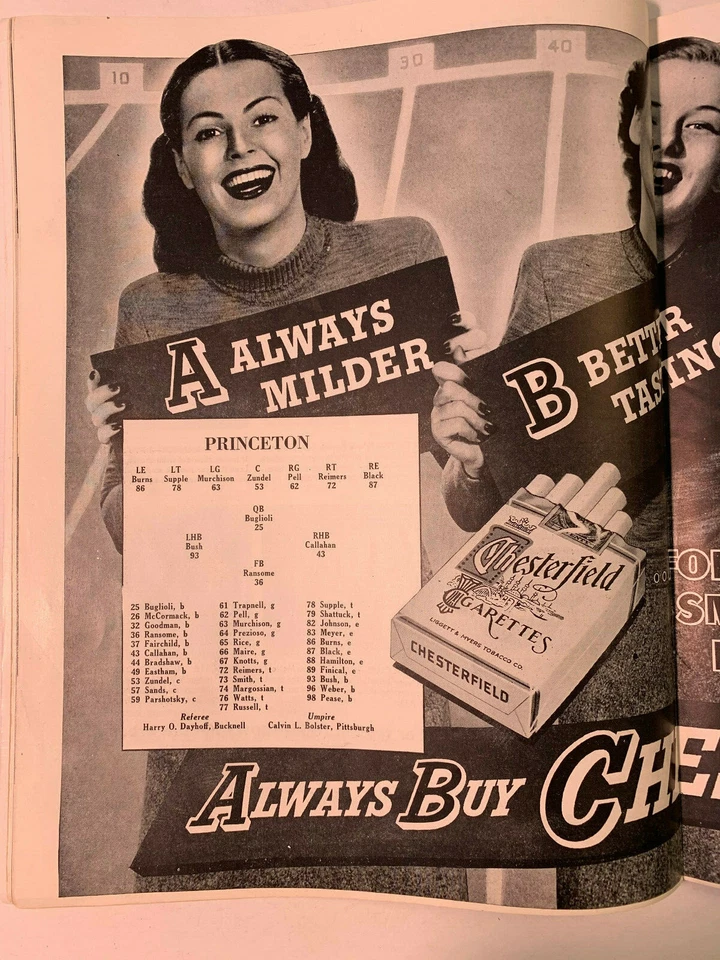 10
30
40
A ALWAYS
MILDER
B BETTER
TASTING
PRINCETON
LE LT LG C RG RT RE
Burns Supple Murchison Zundel Pell Reimers Black
86 78 63 53 62 72 87
QB
Buglioli
25
LHB RHB
Bush Callahan
93 43
FB
Ransome
36
25 Buglioli, b 61 Trapnell, g 78 Supple, t
26 McCormack, b 62 Pell, g 79 Shattuck, t
32 Goodman, b 63 Murchison, g 82 Johnson, e
36 Ransome, b 64 Prezioso, g 83 Meyer, e
37 Fairchild, b 65 Rice, g 86 Burns, e
43 Callahan, b 66 Maire, g 87 Black, e
44 Bradshaw, b 67 Knotts, g 88 Hamilton, e
49 Eastham, b 72 Reimers, t 89 Finical, e
53 Zundel, c 73 Smith, t 93 Bush, b
57 Sands, c 74 Margossian, t 96 Weber, b
59 Parshotsky, c 76 Watts, t 98 Pease, b
77 Russell, t
Referee Umpire
Harry O. Dayhoff, Bucknell Calvin L. Bolster, Pittsburgh
Chesterfield
CIGARETTES
LIGGETT & MYERS TOBACCO CO.
CHESTERFIELD
ALWAYS BUY CHE